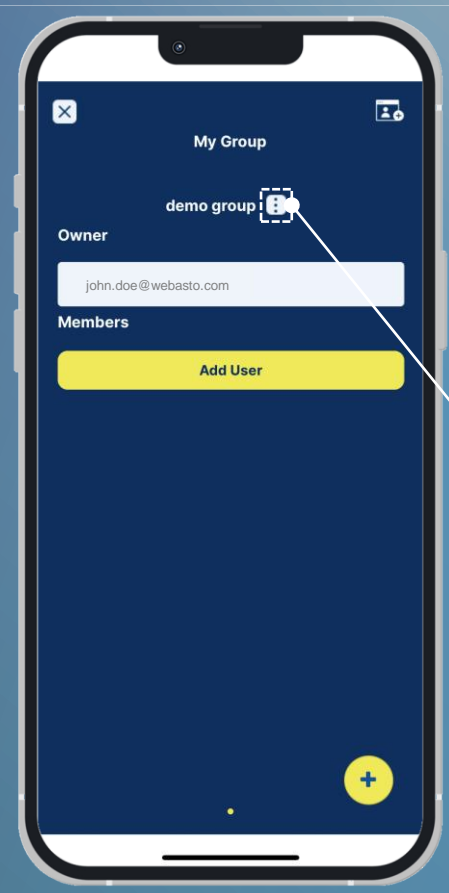 My Group
demo group
Owner
john.doe@webasto.com
Members
Add User